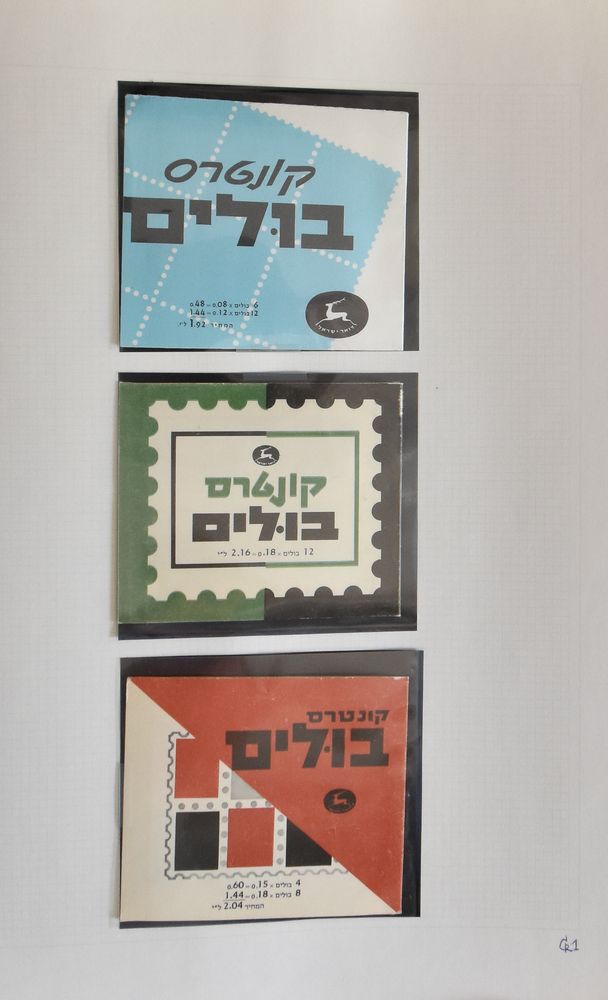 קונטרס
בולים
6 בולים × 0.08 = 0.48
12 בולים × 0.12 = 1.44
המחיר 1.92 ל"י
דואר·ישראל
קונטרס
בולים
12 בולים × 0.18 = 2.16 ל"י
קונטרס
בולים
4 בולים × 0.15 = 0.60
8 בולים × 0.18 = 1.44
המחיר 2.04 ל"י